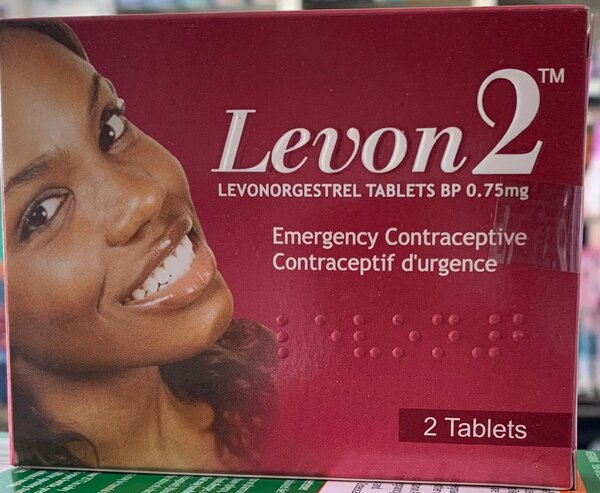 Levon2™
LEVONORGESTREL TABLETS BP 0.75mg
Emergency Contraceptive
Contraceptif d'urgence
2 Tablets